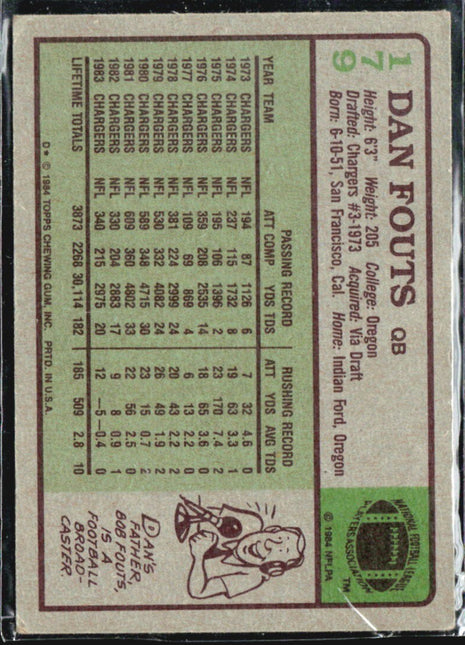 179
DAN FOUTS QB
Height: 6'3" Weight: 205 College: Oregon
Drafted: Chargers #3-1973 Acquired: Via Draft
Born: 6-10-51, San Francisco, Cal. Home: Indian Ford, Oregon
NATIONAL FOOTBALL LEAGUE
PLAYERS ASSOCIATION
TM
© 1984 NFLPA
PASSING RECORD RUSHING RECORD
YEAR TEAM ATT COMP YDS TDS ATT YDS AVG TDS
1973 CHARGERS NFL 194 87 1126 6 7 32 4.6 0
1974 CHARGERS NFL 237 115 1732 8 19 63 3.3 1
1975 CHARGERS NFL 195 106 1396 2 23 170 7.4 2
1976 CHARGERS NFL 359 208 2535 14 18 65 3.6 0
1977 CHARGERS NFL 109 69 869 4 6 13 2.2 0
1978 CHARGERS NFL 381 224 2999 24 20 43 2.2 2
1979 CHARGERS NFL 530 332 4082 24 26 49 1.9 2
1980 CHARGERS NFL 589 348 4715 30 23 15 0.7 2
1981 CHARGERS NFL 609 360 4802 33 22 56 2.5 0
1982 CHARGERS NFL 330 204 2883 17 9 8 0.9 1
1983 CHARGERS NFL 340 215 2975 20 12 -5 -0.4 0
LIFETIME TOTALS 3873 2268 30,114 182 185 509 2.8 10
DAN'S
FATHER,
BOB FOUTS,
IS A
FOOTBALL
BROAD-
CASTER
D* © 1984 TOPPS CHEWING GUM, INC. PRTD. IN U.S.A.